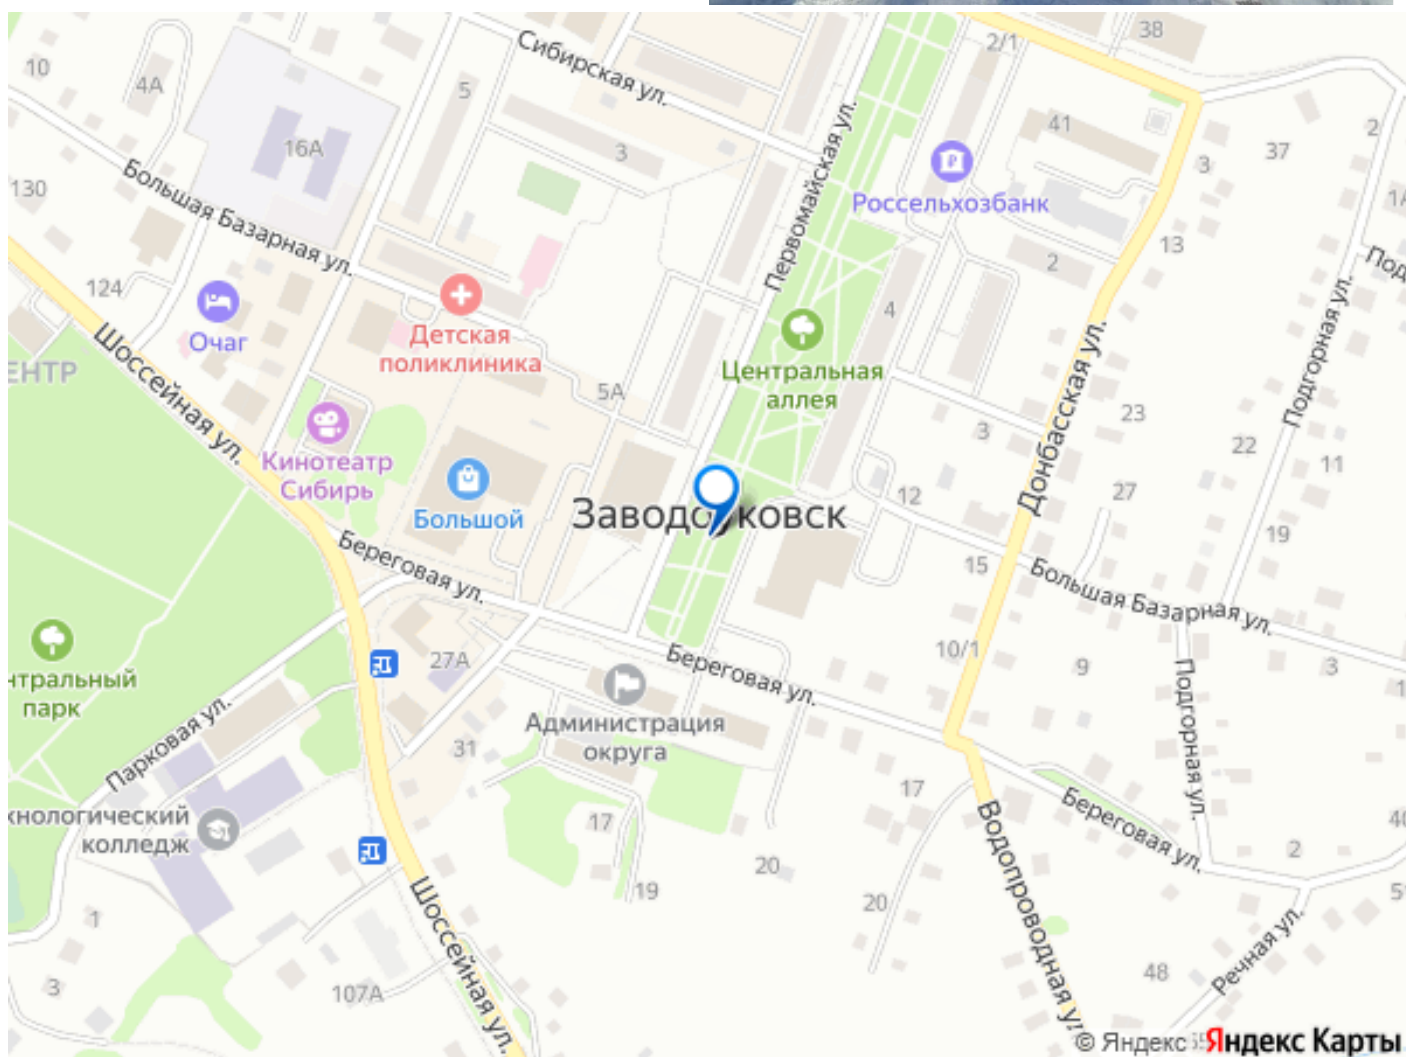 38
2/1
Сибирская ул.
10
4А
5
41
2
3
37
16А
3
Первомайская ул.
130
Большая Базарная ул.
Россельхозбанк
1А
13
2
124
Очаг
Детская
поликлиника
4
Подгорная ул.
Шоссейная ул.
ЕНТР
5А
Центральная
аллея
Донбасская ул.
23
3
22
11
Кинотеатр
Сибирь
Большой
27
12
19
Береговая ул.
15
Большая Базарная ул.
27А
10/1
9
3
Береговая ул.
нтральный
парк
Администрация
округа
Подгорная ул.
Парковая ул.
31
17
Береговая ул.
хнологический
колледж
17
2
20
19
20
Водопроводная у
1
Шоссейная ул.
Речная ул.
48
3
107А
© Яндекс Яндекс Карты